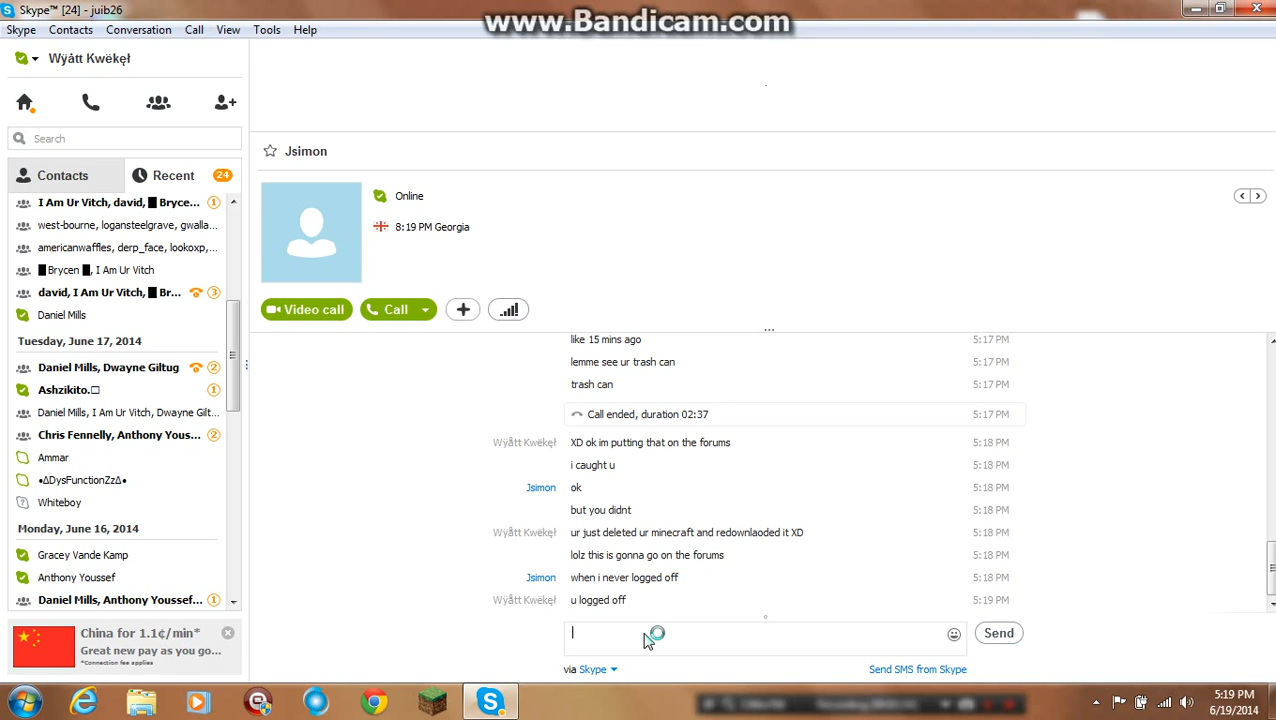 Skype™ [24] - juib26
www.Bandicam.com
Skype Contacts Conversation Call View Tools Help
Wÿått Kwëkęł
Search
Contacts
Recent 24
I Am Ur Vitch, david, █ Bryce... 1
west-bourne, logansteelgrave, gwalla...
americanwaffles, derp_face, lookoxp,...
█ Brycen █, I Am Ur Vitch
david, I Am Ur Vitch, █ Br... 3
Daniel Mills
Tuesday, June 17, 2014
Daniel Mills, Dwayne Giltug 2
Ashzikito.□ 1
Daniel Mills, I Am Ur Vitch, Dwayne Gilt...
Chris Fennelly, Anthony Yous... 2
Ammar
•∆DysFunctionZz∆•
Whiteboy
Monday, June 16, 2014
Gracey Vande Kamp
Anthony Youssef
Daniel Mills, Anthony Youssef... 1
China for 1.1¢/min*
Great new pay as you go...
*Connection fee applies
Jsimon
Online
8:19 PM Georgia
Video call
Call
like 15 mins ago 5:17 PM
lemme see ur trash can 5:17 PM
trash can 5:17 PM
Call ended, duration 02:37 5:17 PM
Wÿått Kwëkęł XD ok im putting that on the forums 5:18 PM
i caught u 5:18 PM
Jsimon ok 5:18 PM
but you didnt 5:18 PM
Wÿått Kwëkęł ur just deleted ur minecraft and redownlaoded it XD 5:18 PM
lolz this is gonna go on the forums 5:18 PM
Jsimon when i never logged off 5:18 PM
Wÿått Kwëkęł u logged off 5:19 PM
Send
via Skype
Send SMS from Skype
5:19 PM
6/19/2014